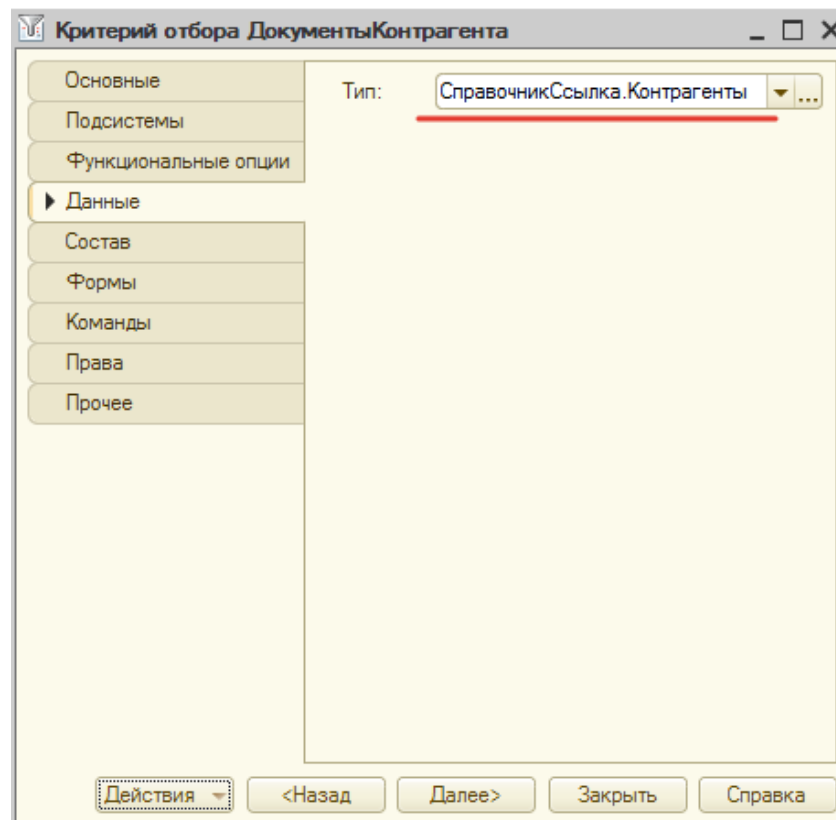 Критерий отбора ДокументыКонтрагента
Основные
Тип: СправочникСсылка.Контрагенты ...
Подсистемы
Функциональные опции
Данные
Состав
Формы
Команды
Права
Прочее
Действия <Назад Далее> Закрыть Справка